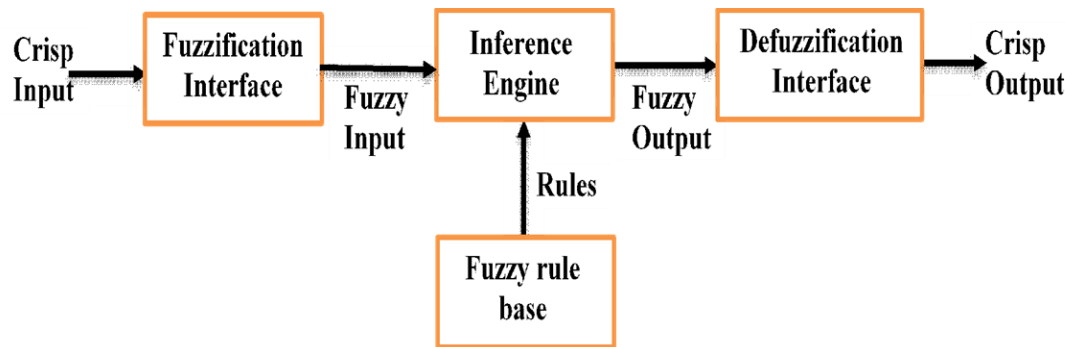 Crisp
Input
Fuzzification
Interface
Fuzzy
Input
Inference
Engine
Fuzzy
Output
Defuzzification
Interface
Crisp
Output
Rules
Fuzzy rule
base